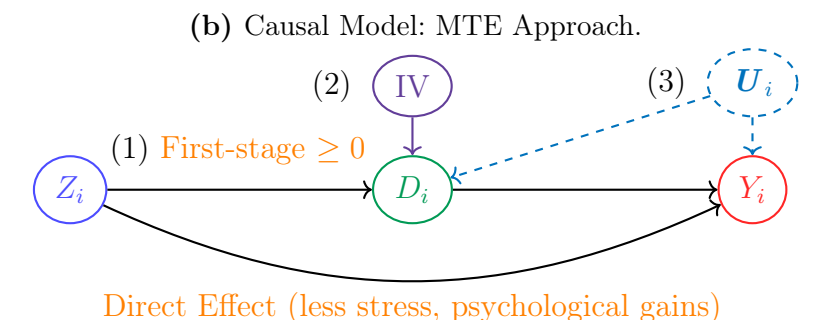 (b) Causal Model: MTE Approach.
(2) IV (3) U_i
(1) First-stage ≥ 0
Z_i D_i Y_i
Direct Effect (less stress, psychological gains)